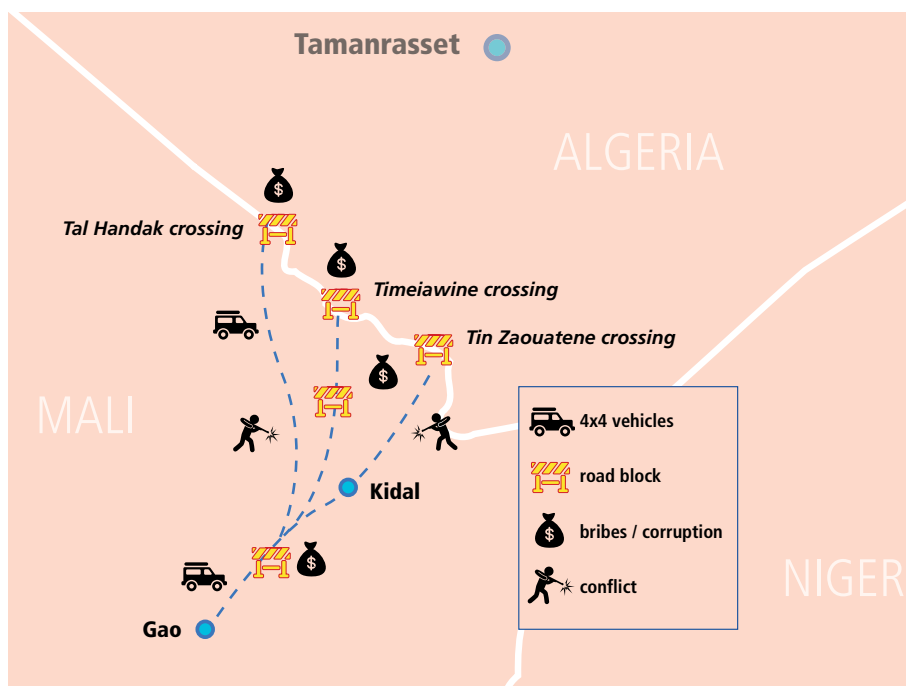 Tamanrasset
ALGERIA
$
Tal Handak crossing
$
Timeiawine crossing
Tin Zaouatene crossing
$
MALI
4x4 vehicles
road block
Kidal
$
bribes / corruption
$
NIGER
conflict
Gao